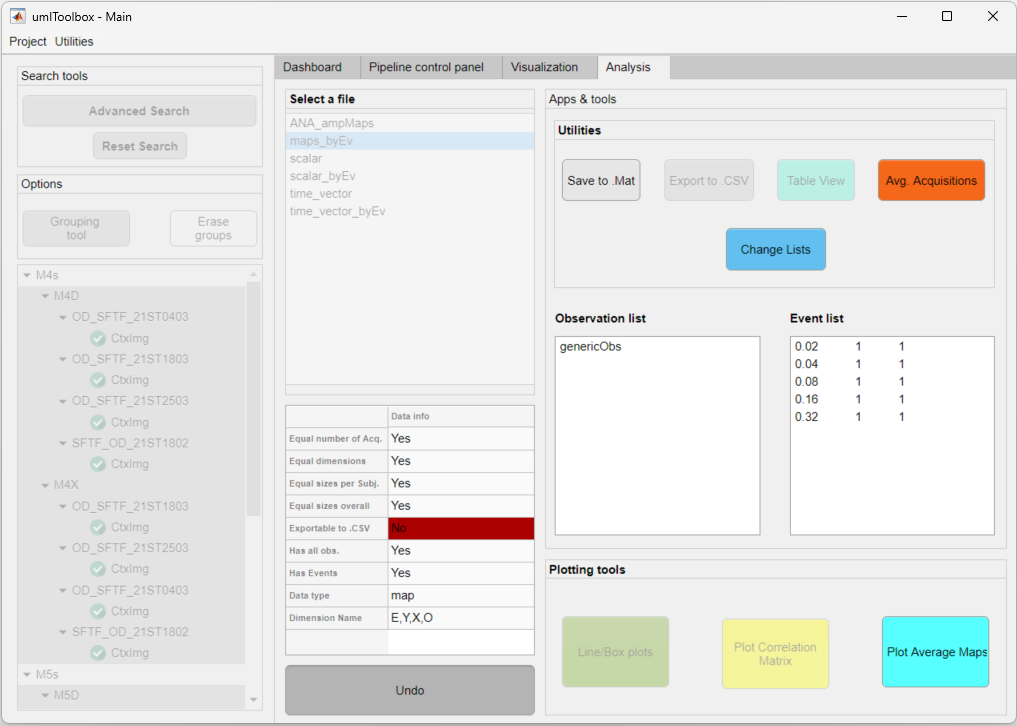 umlToolbox - Main
Project Utilities
Search tools
Advanced Search
Reset Search
Options
Grouping tool
Erase groups
M4s
M4D
OD_SFTF_21ST0403
CtxImg
OD_SFTF_21ST1803
CtxImg
OD_SFTF_21ST2503
CtxImg
SFTF_OD_21ST1802
CtxImg
M4X
OD_SFTF_21ST1803
CtxImg
OD_SFTF_21ST2503
CtxImg
OD_SFTF_21ST0403
CtxImg
SFTF_OD_21ST1802
CtxImg
M5s
M5D
Dashboard Pipeline control panel Visualization Analysis
Select a file
ANA_ampMaps
maps_byEv
scalar
scalar_byEv
time_vector
time_vector_byEv
Data info
Equal number of Acq. Yes
Equal dimensions Yes
Equal sizes per Subj. Yes
Equal sizes overall Yes
Exportable to .CSV No
Has all obs. Yes
Has Events Yes
Data type map
Dimension Name E,Y,X,O
Undo
Apps & tools
Utilities
Save to .Mat
Export to .CSV
Table View
Avg. Acquisitions
Change Lists
Observation list
genericObs
Event list
0.02 1 1
0.04 1 1
0.08 1 1
0.16 1 1
0.32 1 1
Plotting tools
Line/Box plots
Plot Correlation
Matrix
Plot Average Maps